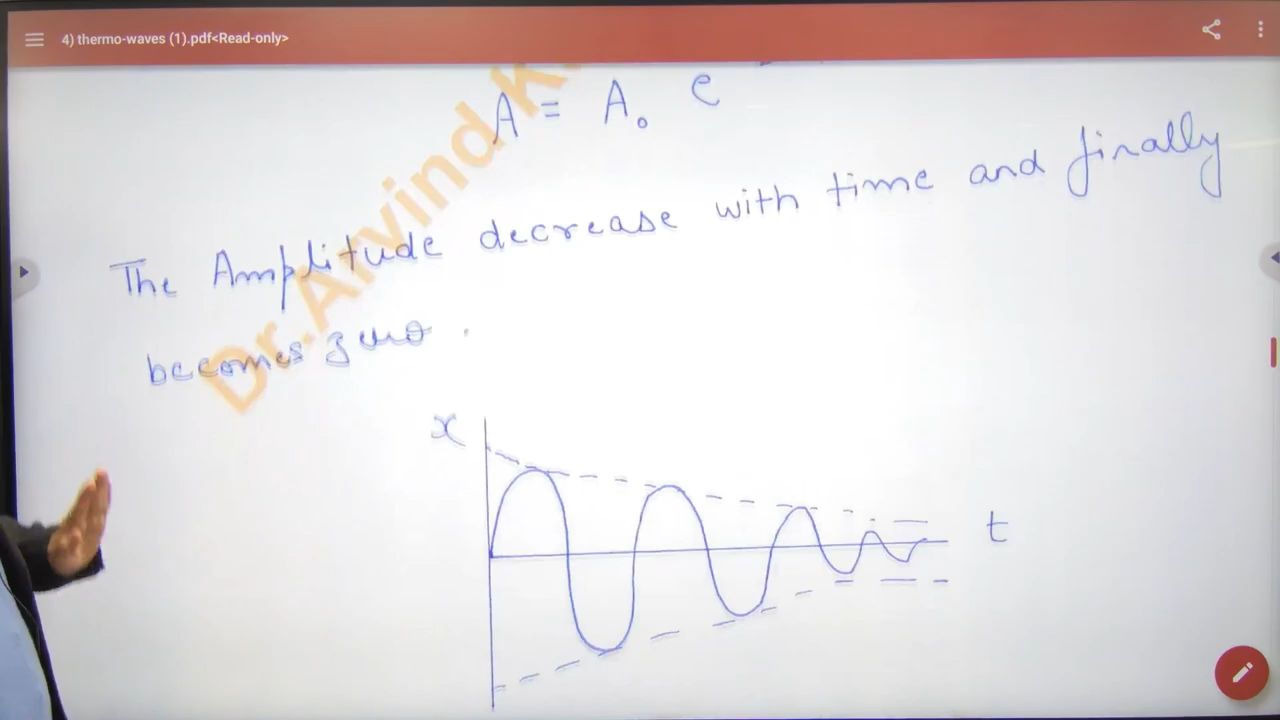 4) thermo-waves (1).pdf<Read-only>
A = A₀ e
The Amplitude decrease with time and finally
becomes zero.
x
t
Dr.Arvind K.